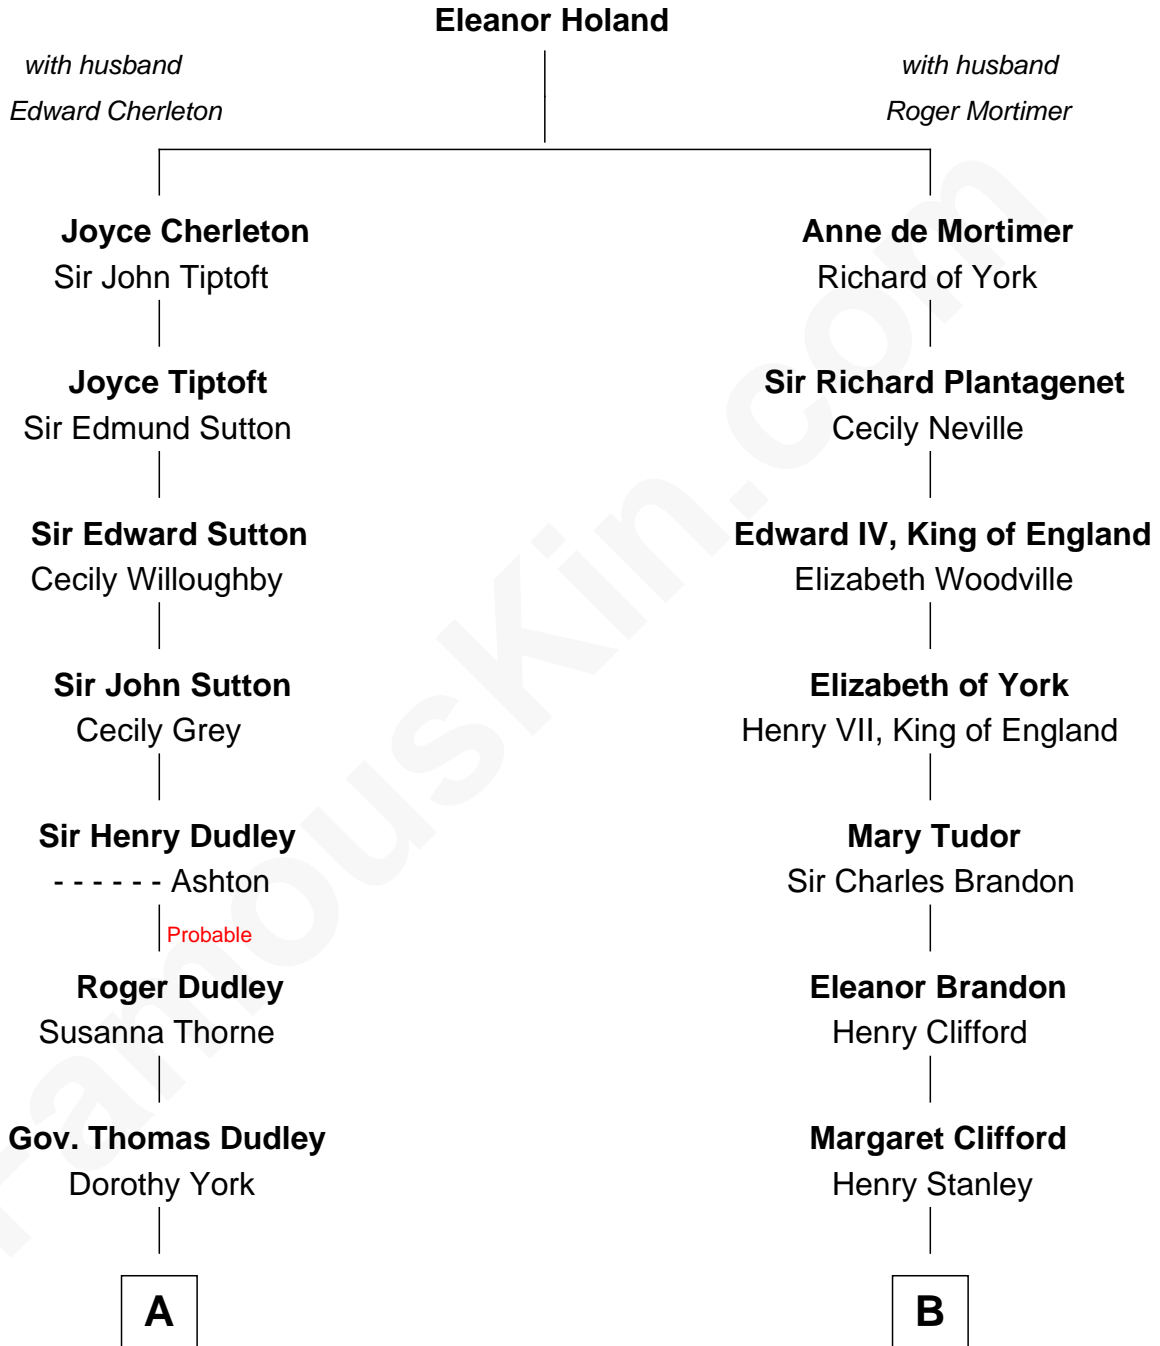 Eleanor Holand
with husband
Edward Cherleton
with husband
Roger Mortimer
Joyce Cherleton
Sir John Tiptoft
Anne de Mortimer
Richard of York
Joyce Tiptoft
Sir Edmund Sutton
Sir Richard Plantagenet
Cecily Neville
Sir Edward Sutton
Cecily Willoughby
Edward IV, King of England
Elizabeth Woodville
Sir John Sutton
Cecily Grey
Elizabeth of York
Henry VII, King of England
Sir Henry Dudley
- - - - - - Ashton
Mary Tudor
Sir Charles Brandon
Probable
Roger Dudley
Susanna Thorne
Eleanor Brandon
Henry Clifford
Gov. Thomas Dudley
Dorothy York
Margaret Clifford
Henry Stanley
A
B
FamousKin.com